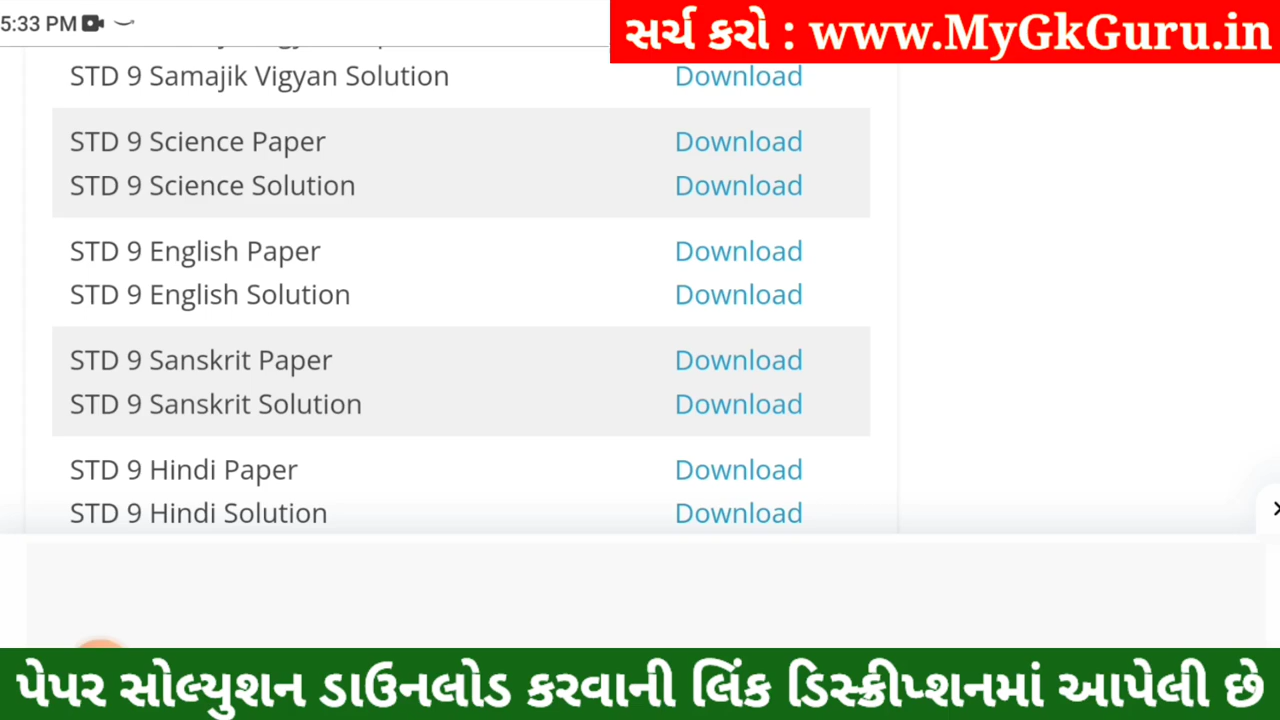 5:33 PM
સર્ચ કરો : www.MyGkGuru.in
STD 9 Samajik Vigyan Solution Download
STD 9 Science Paper Download
STD 9 Science Solution Download
STD 9 English Paper Download
STD 9 English Solution Download
STD 9 Sanskrit Paper Download
STD 9 Sanskrit Solution Download
STD 9 Hindi Paper Download
STD 9 Hindi Solution Download
પેપર સોલ્યુશન ડાઉનલોડ કરવાની લિંક ડિસ્ક્રીપ્શનમાં આપેલી છે